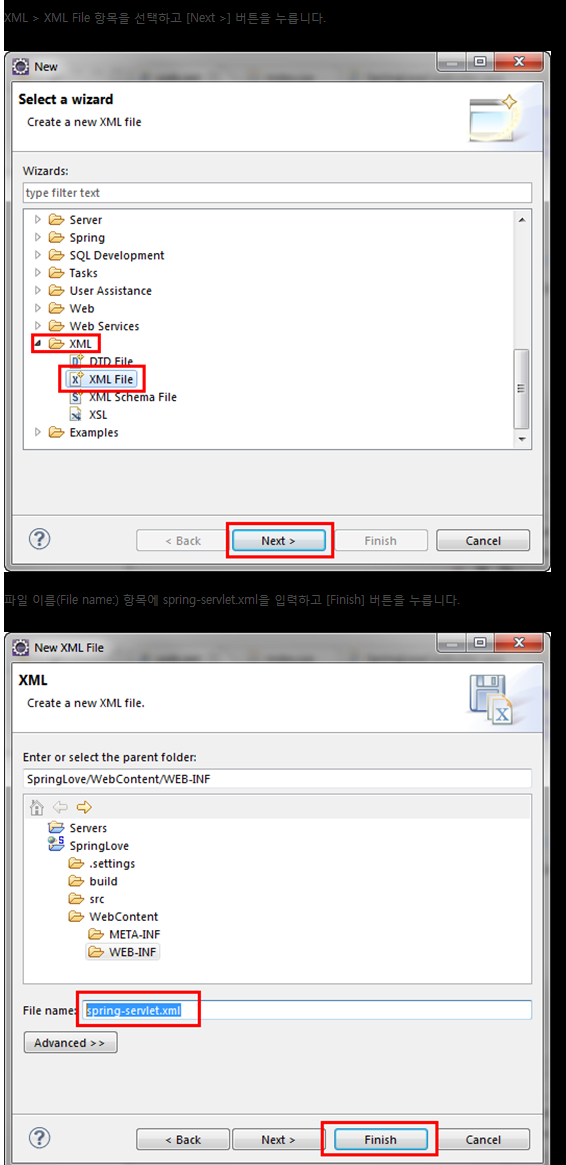 XML > XML File 항목을 선택하고 [Next >] 버튼을 누릅니다.
New
Select a wizard
Create a new XML file
Wizards:
type filter text
Server
Spring
SQL Development
Tasks
User Assistance
Web
Web Services
XML
DTD File
XML File
XML Schema File
XSL
Examples
< Back
Next >
Finish
Cancel
파일 이름(File name:) 항목에 spring-servlet.xml을 입력하고 [Finish] 버튼을 누릅니다.
New XML File
XML
Create a new XML file.
Enter or select the parent folder:
SpringLove/WebContent/WEB-INF
Servers
SpringLove
.settings
build
src
WebContent
META-INF
WEB-INF
File name: spring-servlet.xml
Advanced >>
< Back
Next >
Finish
Cancel